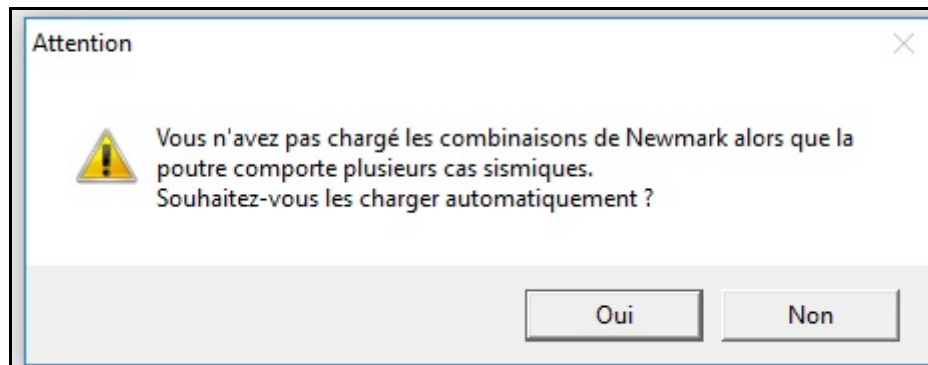 Attention
Vous n'avez pas chargé les combinaisons de Newmark alors que la
poutre comporte plusieurs cas sismiques.
Souhaitez-vous les charger automatiquement ?
Oui
Non